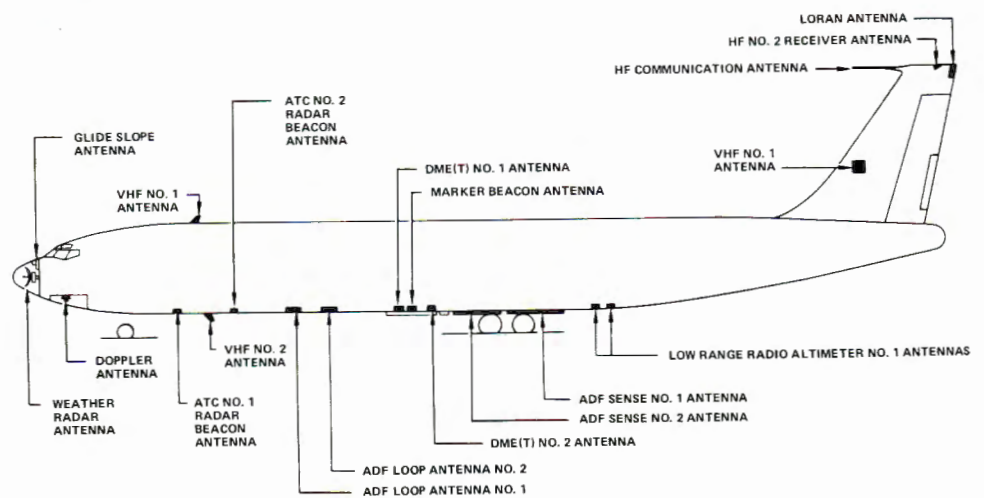 LORAN ANTENNA
HF NO. 2 RECEIVER ANTENNA
HF COMMUNICATION ANTENNA
ATC NO. 2
RADAR
BEACON
ANTENNA
GLIDE SLOPE
ANTENNA
VHF NO. 1
ANTENNA
DME(T) NO. 1 ANTENNA
MARKER BEACON ANTENNA
VHF NO. 1
ANTENNA
DOPPLER
ANTENNA
VHF NO. 2
ANTENNA
LOW RANGE RADIO ALTIMETER NO. 1 ANTENNAS
WEATHER
RADAR
ANTENNA
ATC NO. 1
RADAR
BEACON
ANTENNA
ADF SENSE NO. 1 ANTENNA
ADF SENSE NO. 2 ANTENNA
DME(T) NO. 2 ANTENNA
ADF LOOP ANTENNA NO. 2
ADF LOOP ANTENNA NO. 1